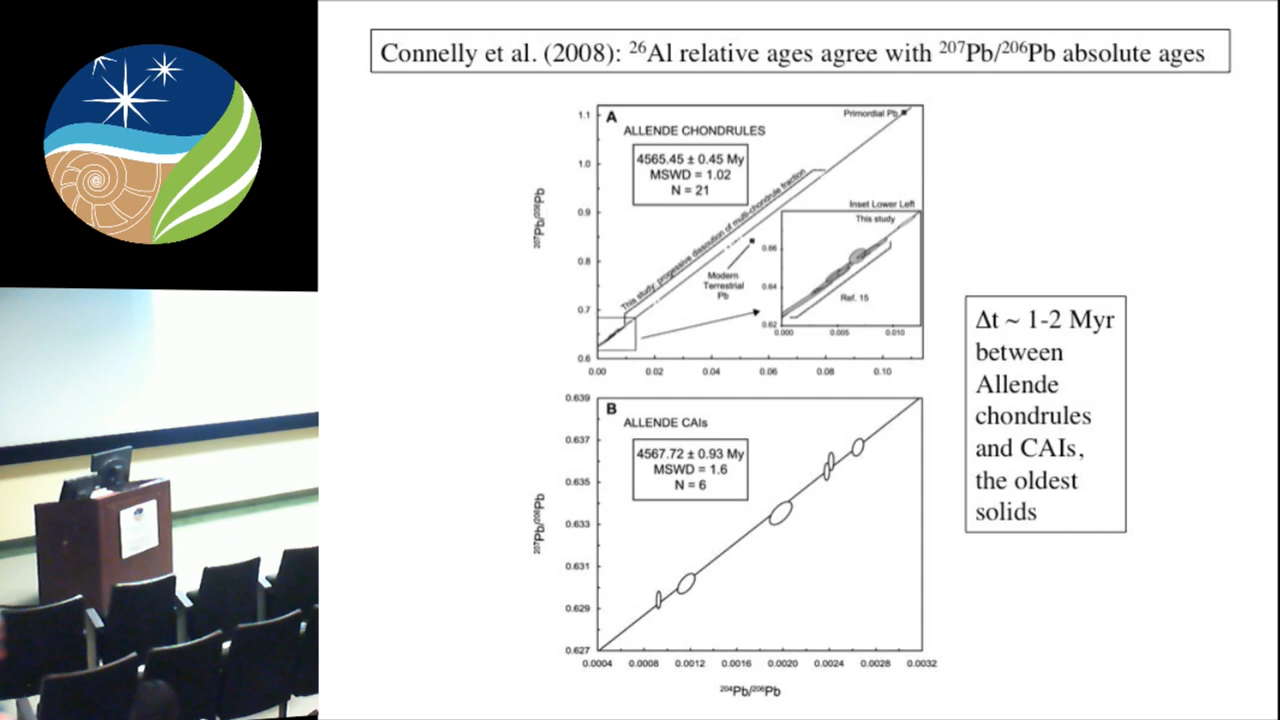 Connelly et al. (2008): ²⁶Al relative ages agree with ²⁰⁷Pb/²⁰⁶Pb absolute ages
A
ALLENDE CHONDRULES
4565.45 ± 0.45 My
MSWD = 1.02
N = 21
Primordial Pb
This study: progressive dissoution of multi-chondrule fraction
Modern
Terrestrial
Pb
Inset Lower Left
This study
Ref. 15
0.66
0.64
0.62
0.000 0.005 0.010
²⁰⁷Pb/²⁰⁶Pb
1.1
1.0
0.9
0.8
0.7
0.6
0.00 0.02 0.04 0.06 0.08 0.10
B
ALLENDE CAIs
4567.72 ± 0.93 My
MSWD = 1.6
N = 6
²⁰⁷Pb/²⁰⁶Pb
0.639
0.637
0.635
0.633
0.631
0.629
0.627
0.0004 0.0008 0.0012 0.0016 0.0020 0.0024 0.0028 0.0032
²⁰⁴Pb/²⁰⁶Pb
Δt ~ 1-2 Myr
between
Allende
chondrules
and CAIs,
the oldest
solids